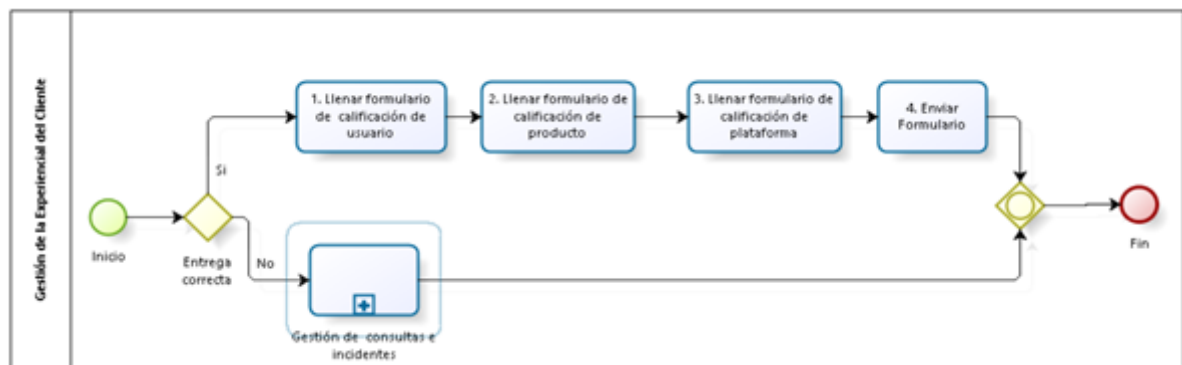 Gestión de la Experiencial del Cliente
1. Llenar formulario
de calificación de
usuario
2. Llenar formulario de
calificación de
producto
3. Llenar formulario de
calificación de
plataforma
4. Enviar
Formulario
Si
Inicio
Entrega
correcta
No
Gestión de consultas e
incidentes
Fin